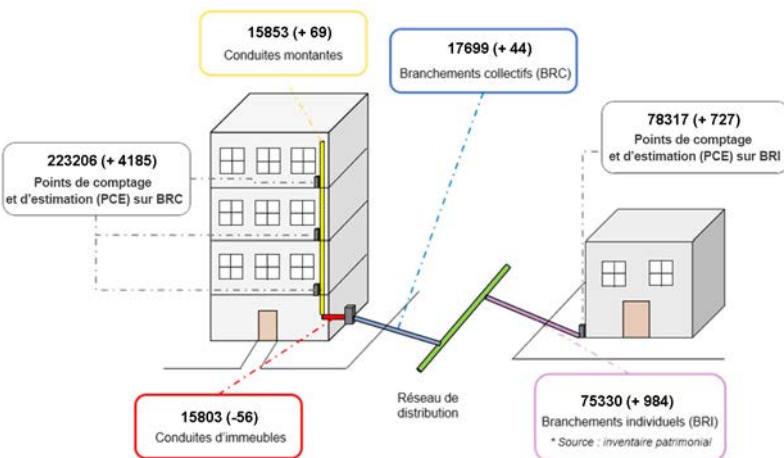 15853 (+ 69)
Conduites montantes
17699 (+ 44)
Branchements collectifs (BRC)
78317 (+ 727)
Points de comptage
et d'estimation (PCE) sur BRI
223206 (+ 4185)
Points de comptage
et d'estimation (PCE) sur BRC
Réseau de
distribution
15803 (-56)
Conduites d'immeubles
75330 (+ 984)
Branchements individuels (BRI)
* Source : inventaire patrimonial